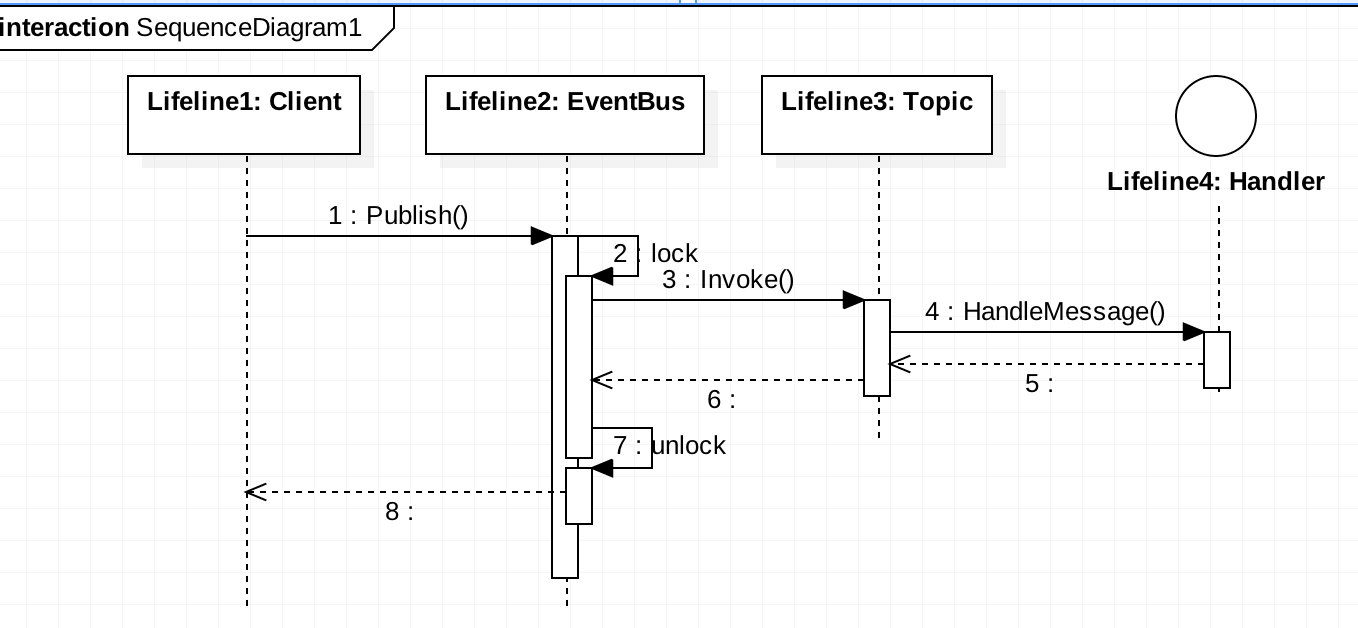 interaction SequenceDiagram1
Lifeline1: Client
Lifeline2: EventBus
Lifeline3: Topic
Lifeline4: Handler
1 : Publish()
2 : lock
3 : Invoke()
4 : HandleMessage()
5 :
6 :
7 : unlock
8 :